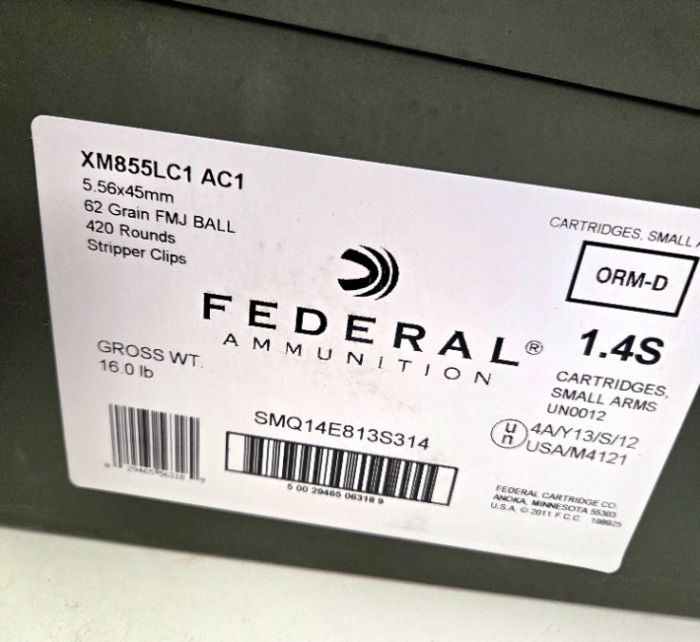 XM855LC1 AC1
5.56x45mm
62 Grain FMJ BALL
420 Rounds
Stripper Clips
CARTRIDGES, SMALL
ORM-D
FEDERAL®
AMMUNITION
1.4S
CARTRIDGES,
SMALL ARMS
UN0012
GROSS WT.
16.0 lb
SMQ14E813S314
un
4A/Y13/S/12
USA/M4121
5 00 29465 06318 9
FEDERAL CARTRIDGE CO.
ANOKA, MINNESOTA 55303
U.S.A. © 2011 F.C.C.